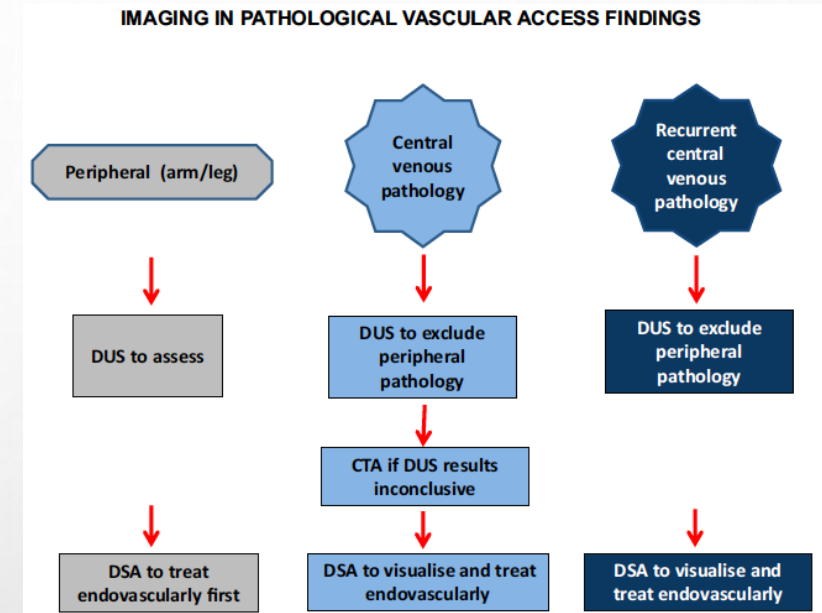 IMAGING IN PATHOLOGICAL VASCULAR ACCESS FINDINGS
Peripheral (arm/leg)
DUS to assess
DSA to treat
endovascularly first
Central
venous
pathology
DUS to exclude
peripheral
pathology
CTA if DUS results
inconclusive
DSA to visualise and treat
endovascularly
Recurrent
central
venous
pathology
DUS to exclude
peripheral
pathology
DSA to visualise and
treat endovascularly